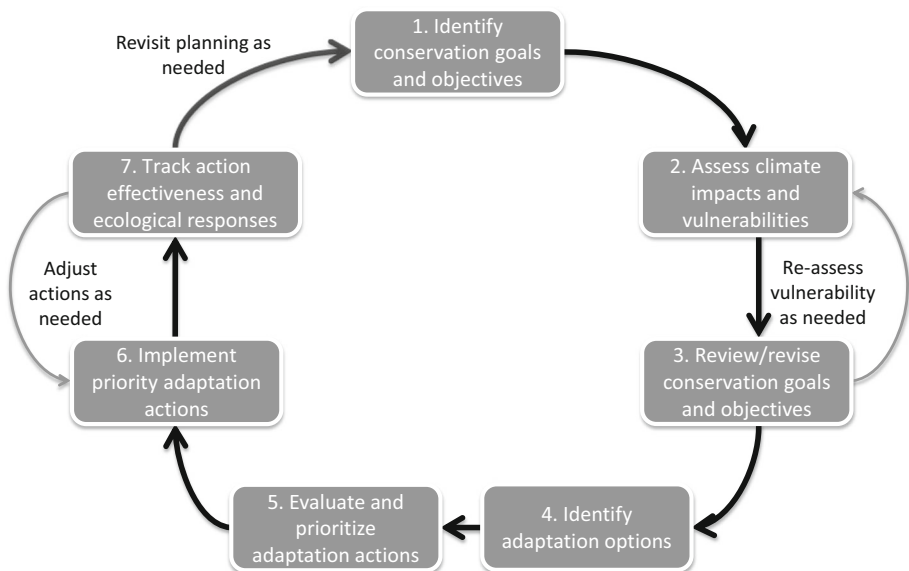 1. Identify
conservation goals
and objectives
2. Assess climate
impacts and
vulnerabilities
Re-assess
vulnerability
as needed
3. Review/revise
conservation goals
and objectives
4. Identify
adaptation options
5. Evaluate and
prioritize
adaptation actions
6. Implement
priority adaptation
actions
Adjust
actions as
needed
7. Track action
effectiveness and
ecological responses
Revisit planning as
needed